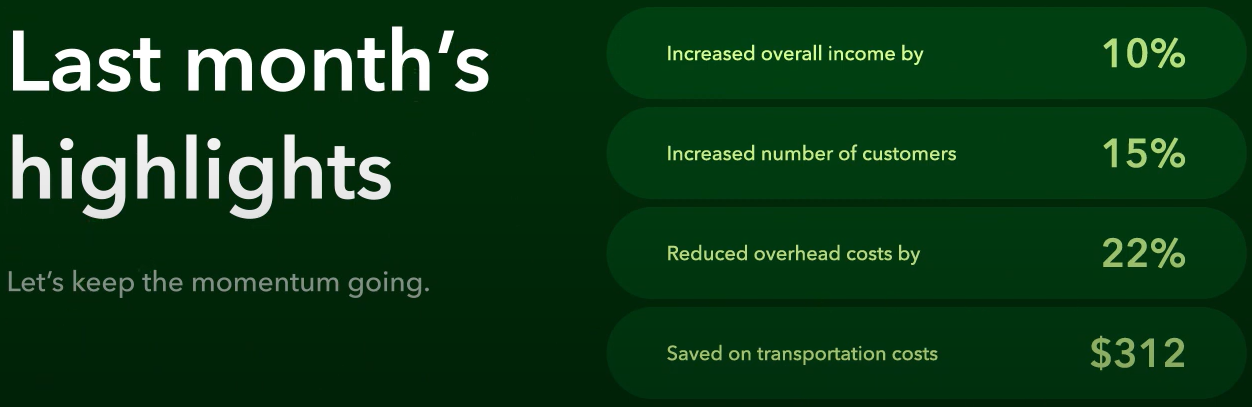 Last month’s
highlights
Let’s keep the momentum going.
Increased overall income by 10%
Increased number of customers 15%
Reduced overhead costs by 22%
Saved on transportation costs $312